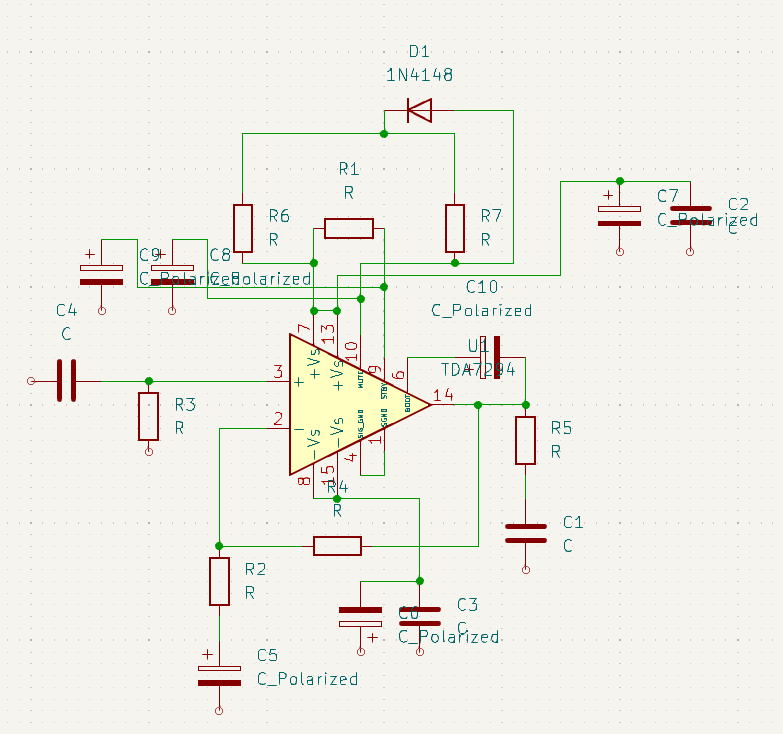 D1
1N4148
R1
R
R6
R
R7
R
C7
C_Polarized
C2
C
C9
C_Polarized
C8
C_Polarized
C10
C_Polarized
C4
C
U1
TDA7294
7
13
10
9
6
+Vs
+Vs
MUTE
STBY
BOOT
3
+
14
2
−
R3
R
−Vs
−Vs
SIG_GND
SGND
8
15
4
1
R5
R
R4
R
C1
C
R2
R
C3
C
C_Polarized
C5
C_Polarized